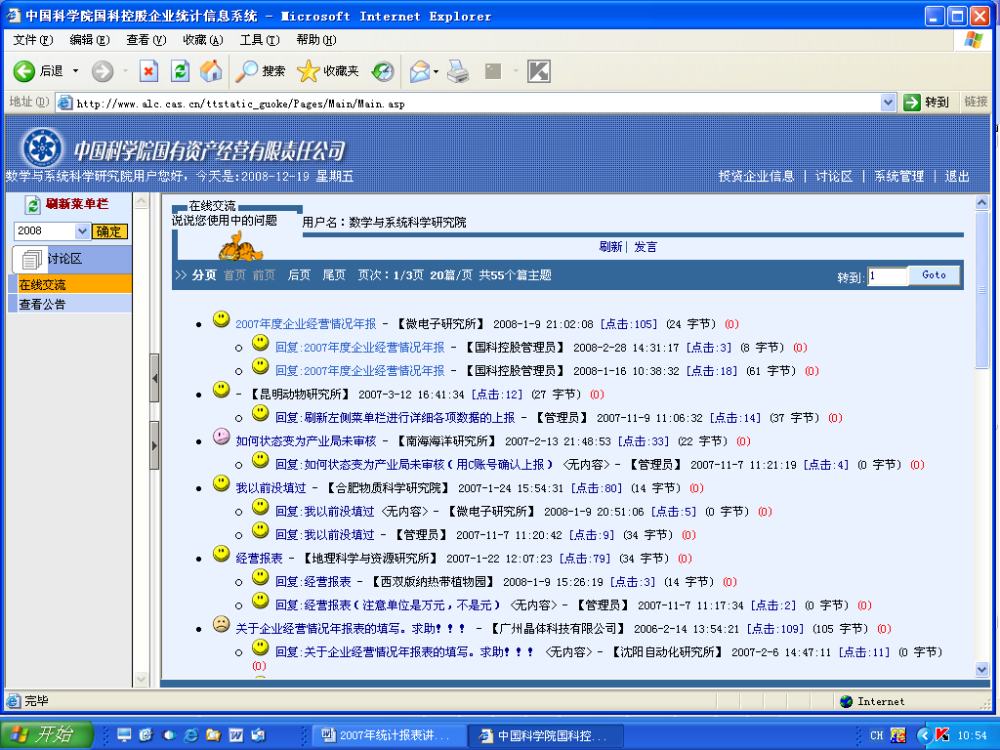 中国科学院国科控股企业统计信息系统 - Microsoft Internet Explorer
文件(F) 编辑(E) 查看(V) 收藏(A) 工具(T) 帮助(H)
后退 搜索 收藏夹
地址(D) http://www.alc.cas.cn/ttstatic_guoke/Pages/Main/Main.asp 转到 链接
中国科学院国有资产经营有限责任公司
数学与系统科学研究院用户您好，今天是:2008-12-19 星期五
投资企业信息 | 讨论区 | 系统管理 | 退出
刷新菜单栏
2008 确定
讨论区
在线交流
查看公告
在线交流
说说您使用中的问题
用户名：数学与系统科学研究院
刷新| 发言
>> 分页 首页 前页 后页 尾页 页次：1/3页 20篇/页 共55个篇主题 转到: 1 Goto
2007年度企业经营情况年报 - 【微电子研究所】 2008-1-9 21:02:08 [点击:105] (24 字节) (0)
回复:2007年度企业经营情况年报 - 【国科控股管理员】 2008-2-28 14:31:17 [点击:3] (8 字节) (0)
回复:2007年度企业经营情况年报 - 【国科控股管理员】 2008-1-16 10:38:32 [点击:18] (61 字节) (0)
- 【昆明动物研究所】 2007-3-12 16:41:34 [点击:12] (27 字节) (0)
回复:刷新左侧菜单栏进行详细各项数据的上报 - 【管理员】 2007-11-9 11:06:32 [点击:14] (37 字节) (0)
如何状态变为产业局未审核 - 【南海海洋研究所】 2007-2-13 21:48:53 [点击:33] (22 字节) (0)
回复:如何状态变为产业局未审核（用C账号确认上报） <无内容> - 【管理员】 2007-11-7 11:21:19 [点击:4] (0 字节) (0)
我以前没填过 - 【合肥物质科学研究院】 2007-1-24 15:54:31 [点击:80] (14 字节) (0)
回复:我以前没填过 <无内容> - 【微电子研究所】 2008-1-9 20:51:06 [点击:5] (0 字节) (0)
回复:我以前没填过 - 【管理员】 2007-11-7 11:20:42 [点击:9] (34 字节) (0)
经营报表 - 【地理科学与资源研究所】 2007-1-22 12:07:23 [点击:79] (34 字节) (0)
回复:经营报表 - 【西双版纳热带植物园】 2008-1-9 15:26:19 [点击:3] (14 字节) (0)
回复:经营报表（注意单位是万元，不是元） <无内容> - 【管理员】 2007-11-7 11:17:34 [点击:2] (0 字节) (0)
关于企业经营情况年报表的填写。求助！！！ - 【广州晶体科技有限公司】 2006-2-14 13:54:21 [点击:109] (105 字节) (0)
回复:关于企业经营情况年报表的填写。求助！！！ <无内容> - 【沈阳自动化研究所】 2007-2-6 14:47:11 [点击:11] (0 字节)
(0)
完毕 Internet
开始 2007年统计报表讲... 中国科学院国科控... CH 10:54